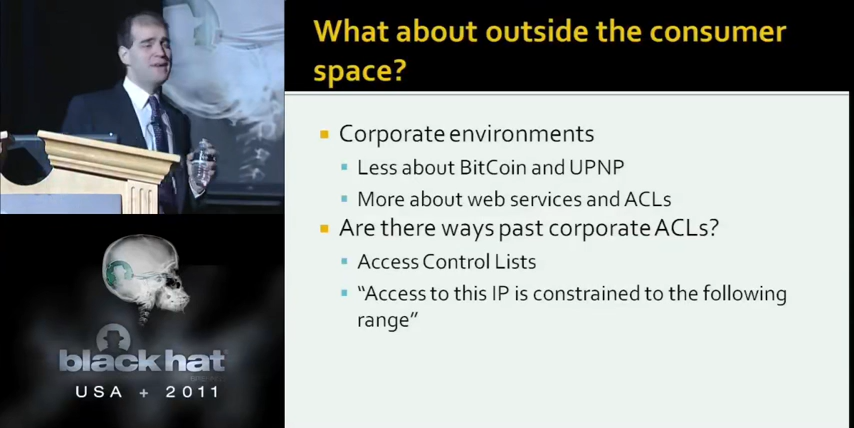 What about outside the consumer
space?
Corporate environments
Less about BitCoin and UPNP
More about web services and ACLs
Are there ways past corporate ACLs?
Access Control Lists
"Access to this IP is constrained to the following
range"
black hat
USA + 2011